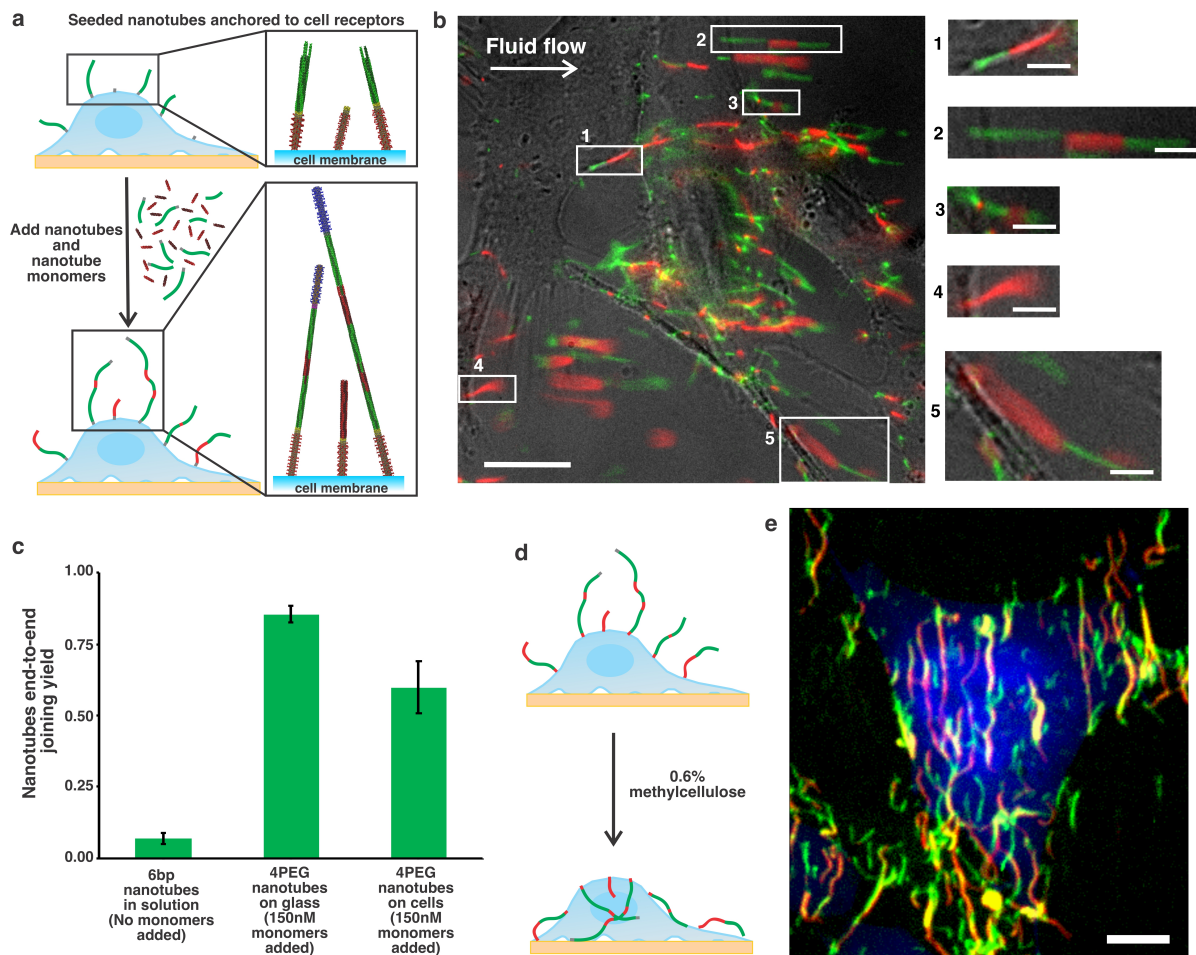 a
Seeded nanotubes anchored to cell receptors
cell membrane
Add nanotubes
and
nanotube
monomers
cell membrane
b
Fluid flow
1
2
3
4
5
1
2
3
4
5
c
Nanotubes end-to-end
joining yield
1.00
0.75
0.50
0.25
0.00
6bp
nanotubes
in solution
(No monomers
added)
4PEG
nanotubes
on glass
(150nM
monomers
added)
4PEG
nanotubes
on cells
(150nM
monomers
added)
d
0.6%
methylcellulose
e